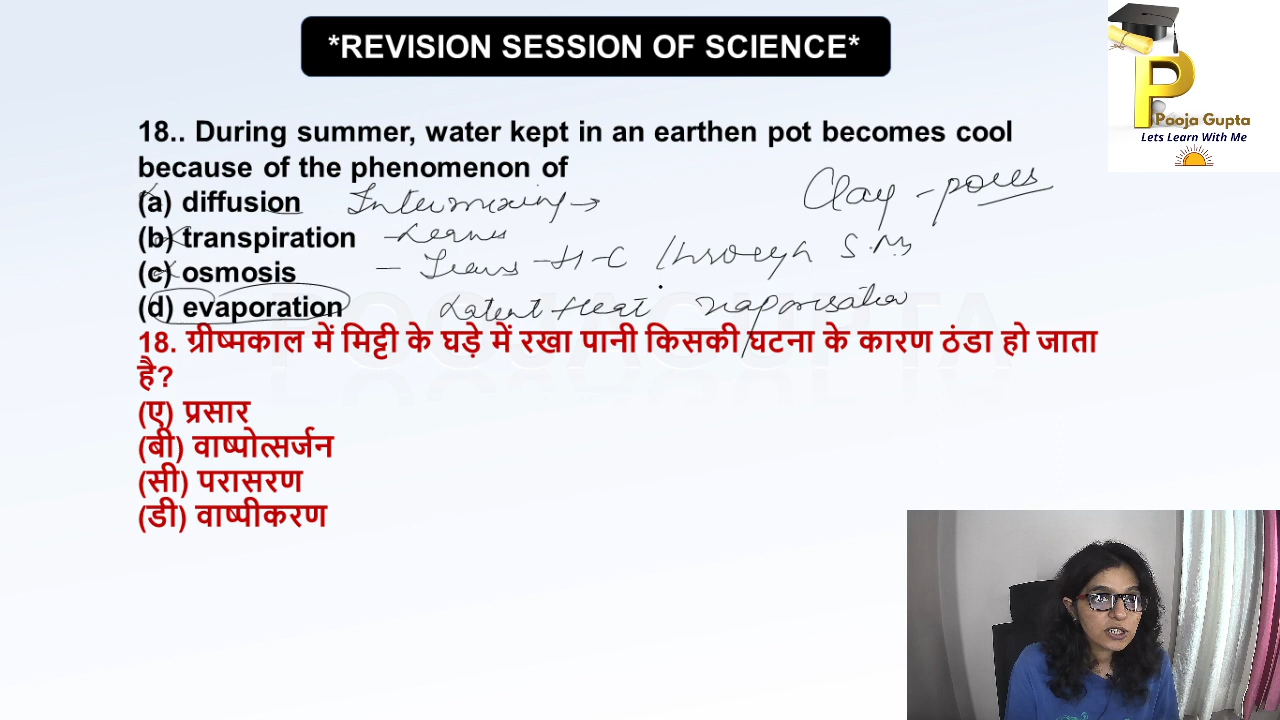 *REVISION SESSION OF SCIENCE*
Pooja Gupta
Lets Learn With Me
18.. During summer, water kept in an earthen pot becomes cool
because of the phenomenon of
(a) diffusion Intermixing → Clay - pores
(b) transpiration - Leaves
(c) osmosis - Trans - H-C through S.M
(d) evaporation Latent Heat vaporisation
18. ग्रीष्मकाल में मिट्टी के घड़े में रखा पानी किसकी घटना के कारण ठंडा हो जाता
है?
(ए) प्रसार
(बी) वाष्पोत्सर्जन
(सी) परासरण
(डी) वाष्पीकरण